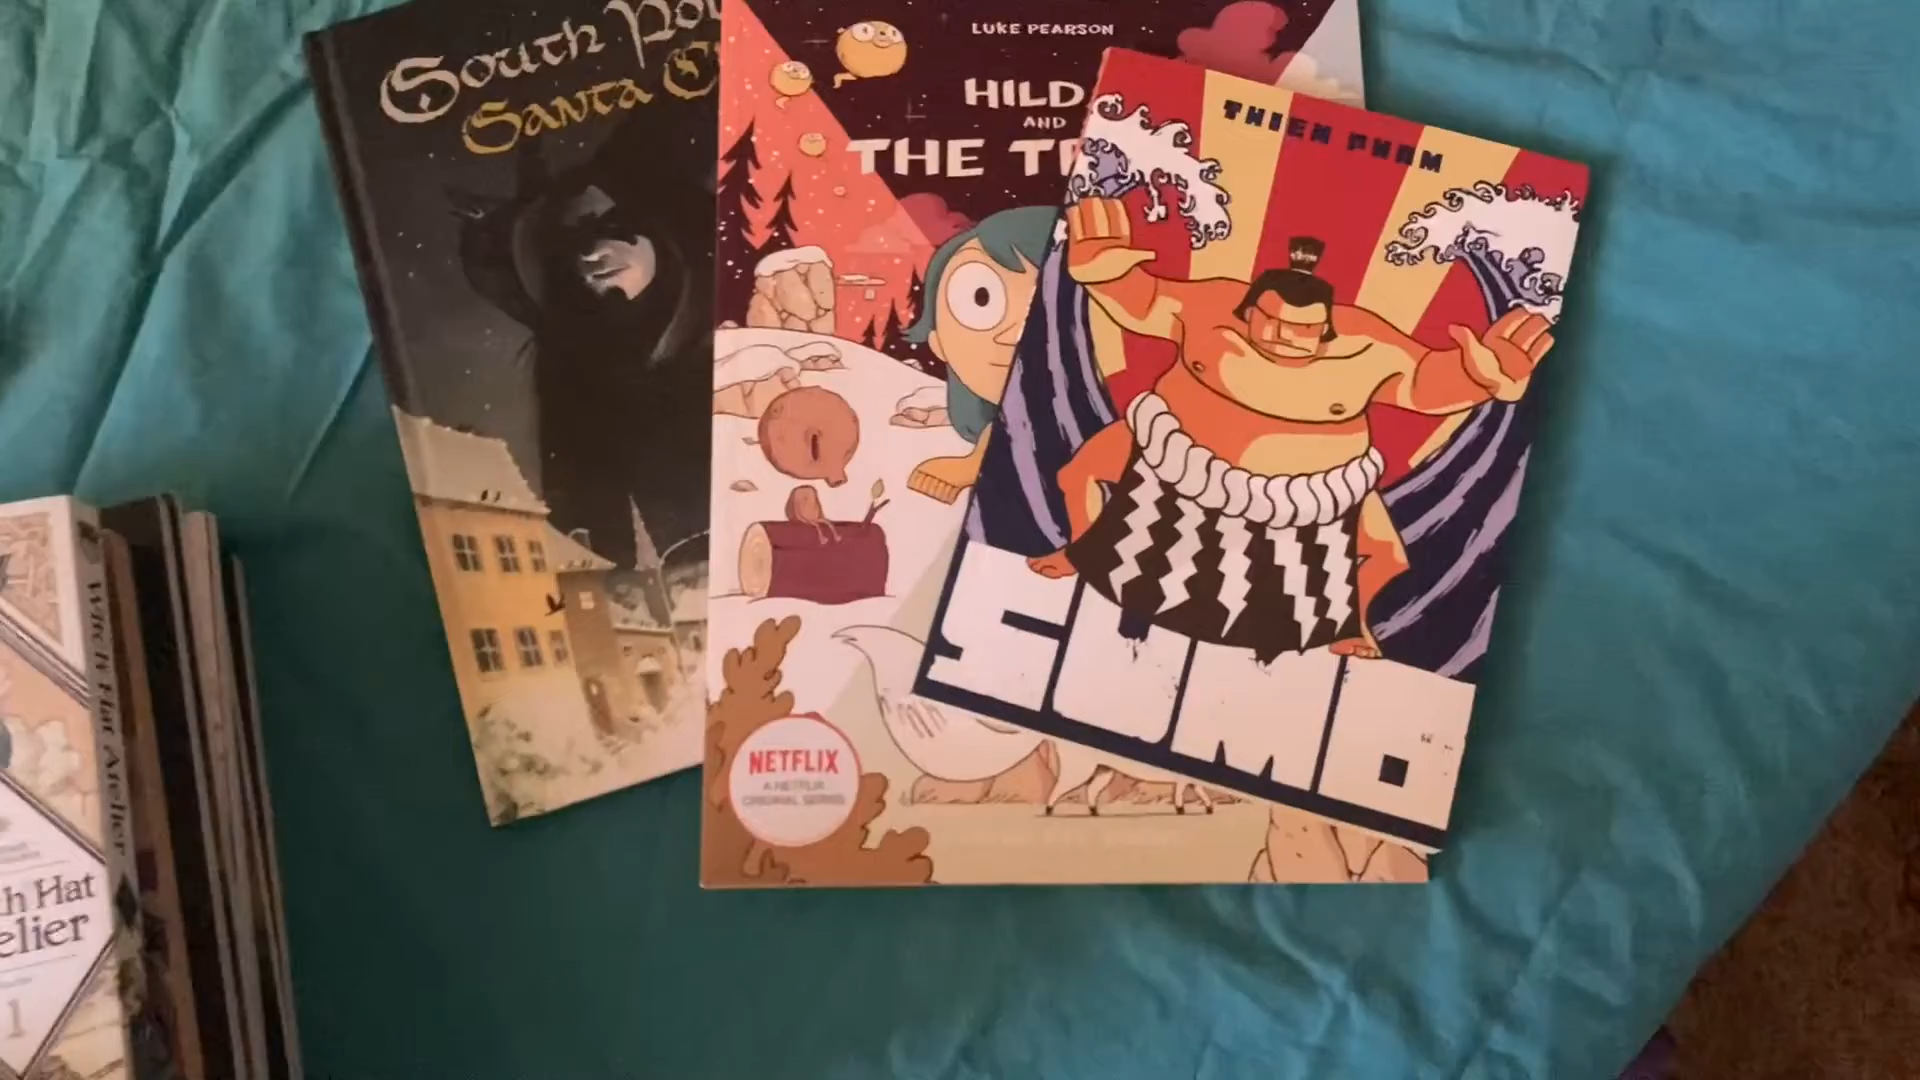 South Po
Santa C
LUKE PEARSON
HILD
AND
THE TR
NETFLIX
A NETFLIX
ORIGINAL SERIES
THIEN PHAM
SUMO
Witch Hat Atelier
h Hat
elier
1